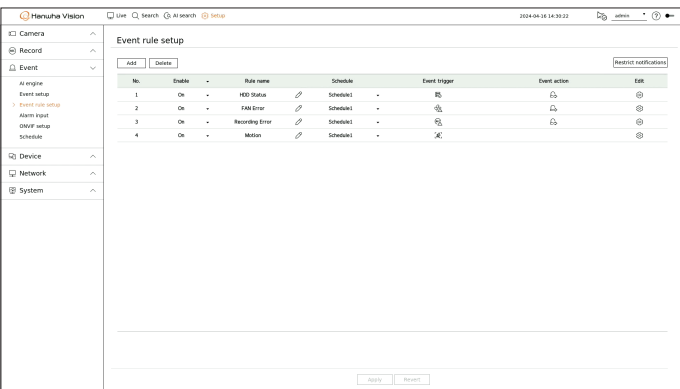 Hanwha Vision Live Search AI search Setup 2024-04-16 14:30:22 admin ?
Camera
Event rule setup
Record
Add Delete Restrict notifications
Event
No. Enable Rule name Schedule Event trigger Event action Edit
AI engine
1 On HDD Status Schedule1
Event setup
2 On FAN Error Schedule1
Event rule setup
3 On Recording Error Schedule1
Alarm input
4 On Motion Schedule1
ONVIF setup
Schedule
Device
Network
System
Apply Revert